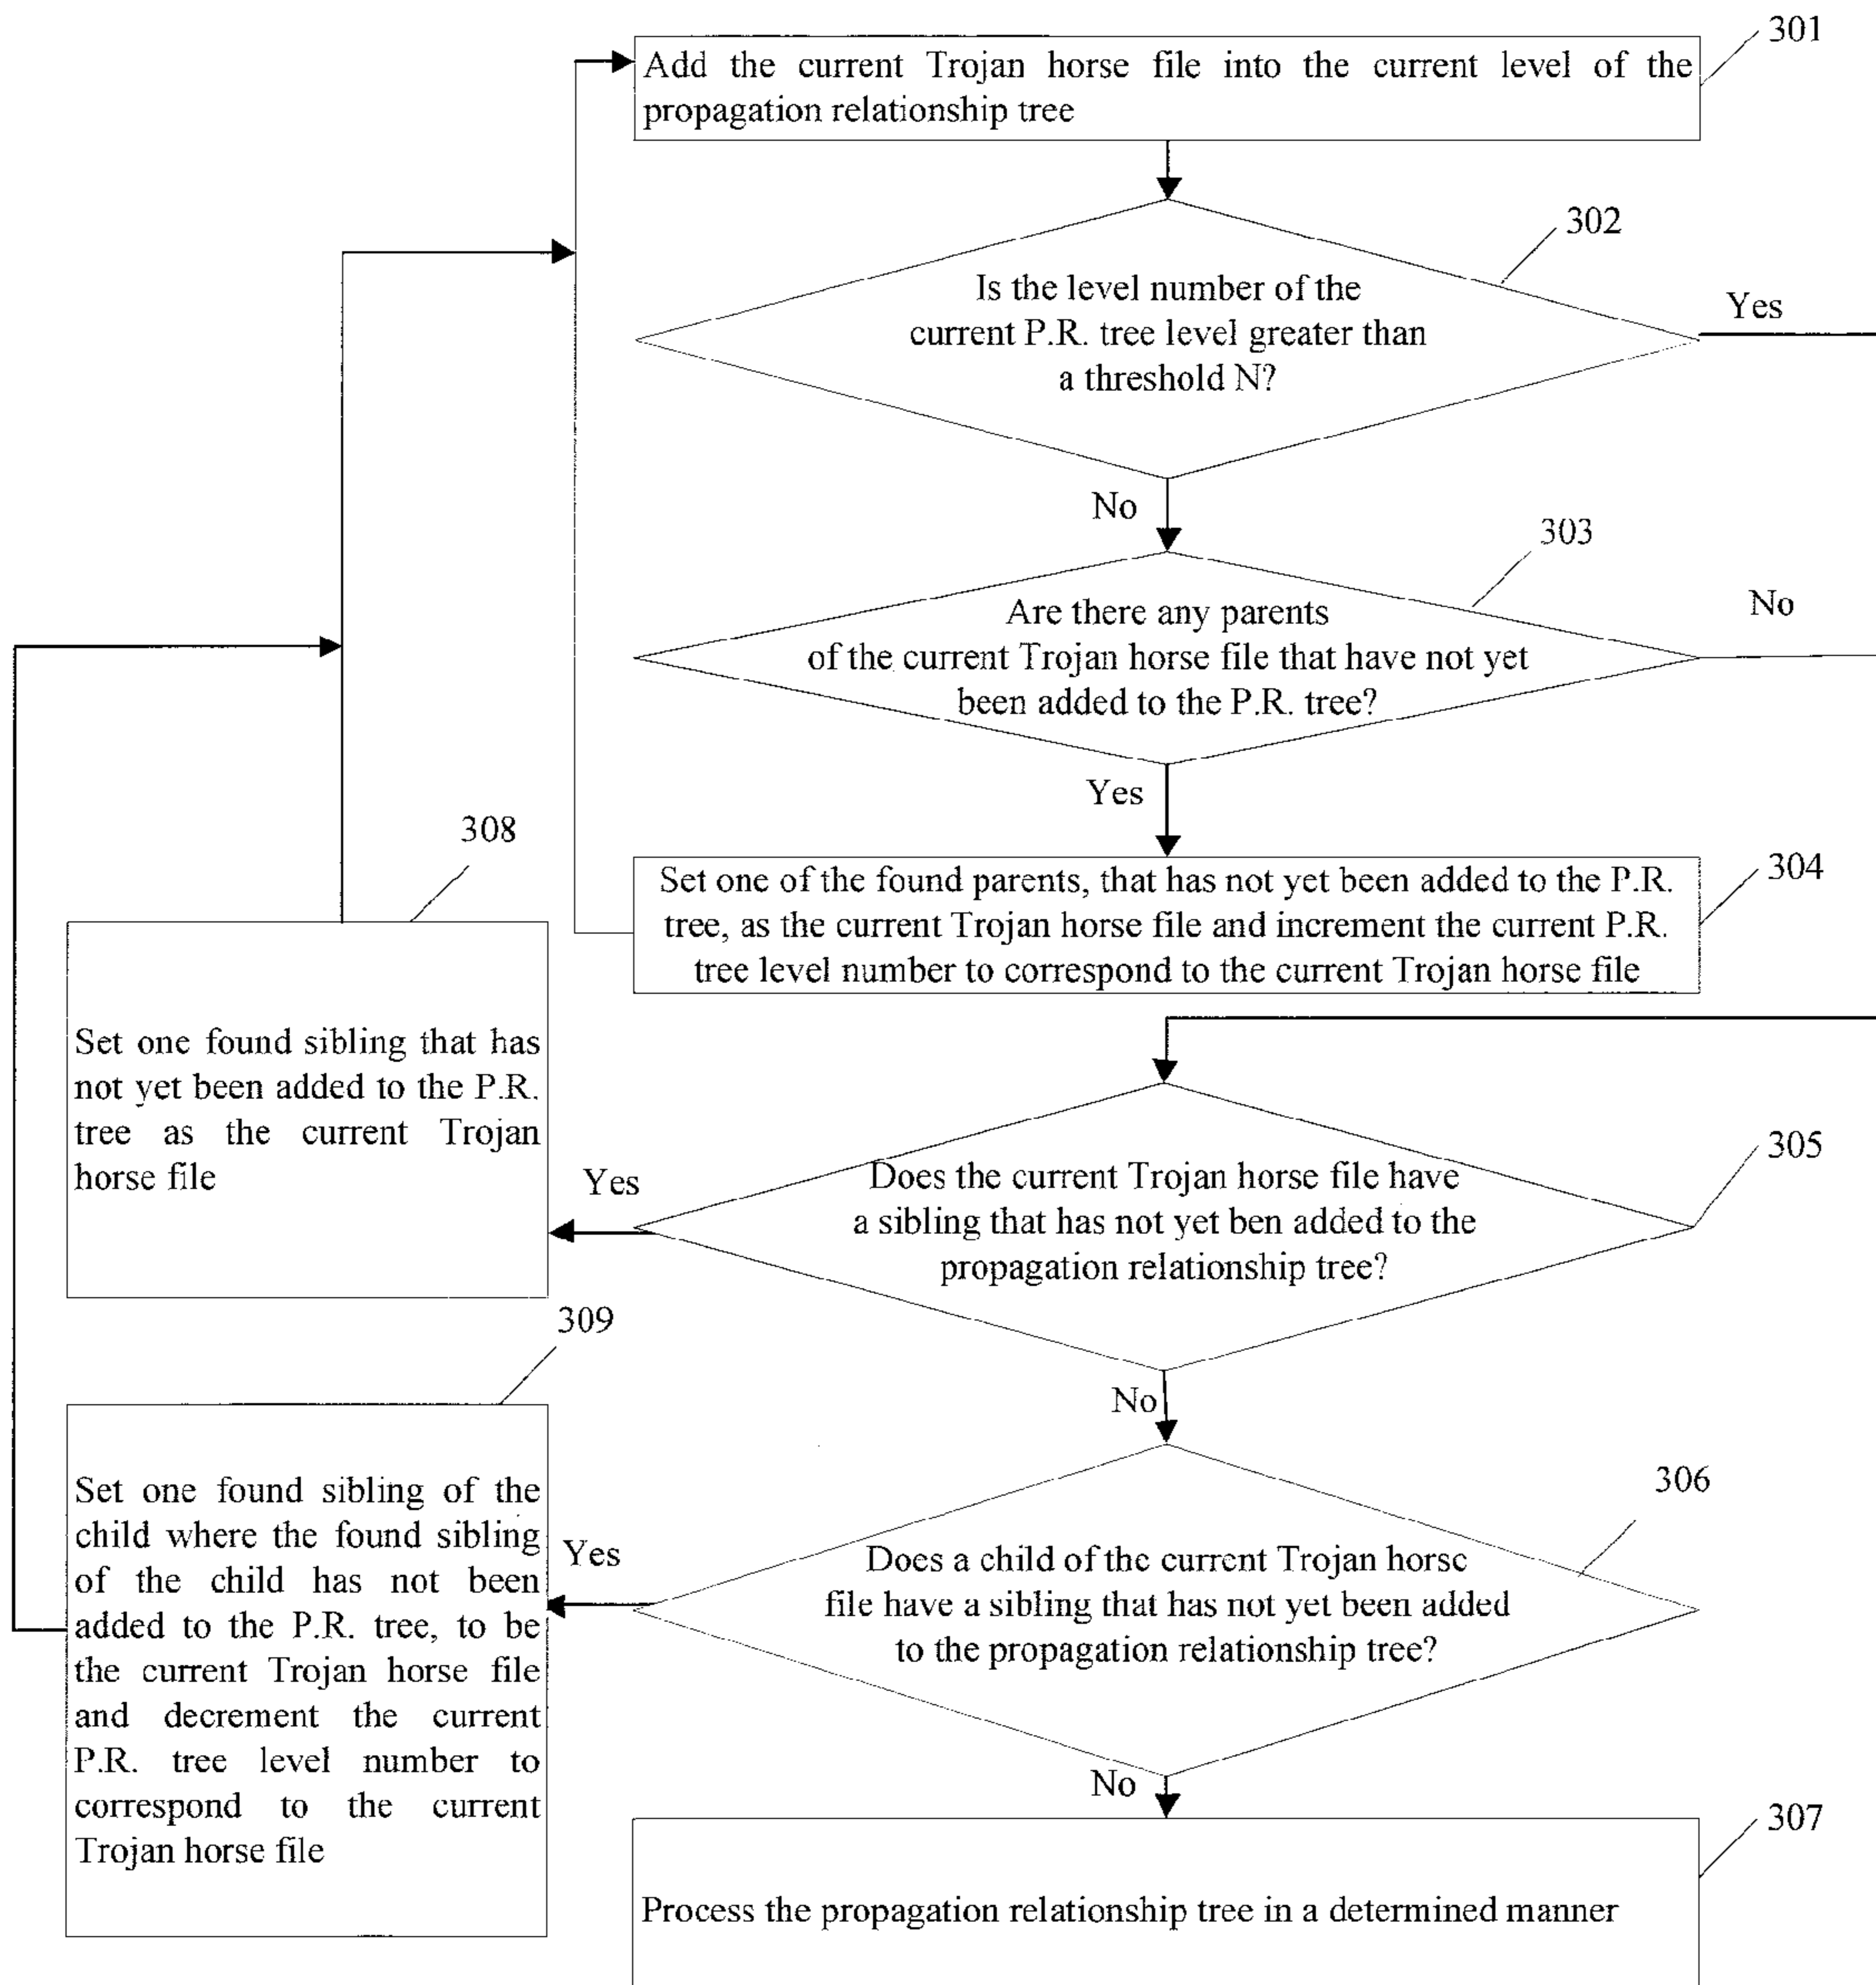 301
Add the current Trojan horse file into the current level of the
propagation relationship tree
302
Is the level number of the
current P.R. tree level greater than
a threshold N?
Yes
No
303
Are there any parents
of the current Trojan horse file that have not yet
been added to the P.R. tree?
No
Yes
304
Set one of the found parents, that has not yet been added to the P.R.
tree, as the current Trojan horse file and increment the current P.R.
tree level number to correspond to the current Trojan horse file
308
Set one found sibling that has
not yet been added to the P.R.
tree as the current Trojan
horse file
305
Does the current Trojan horse file have
a sibling that has not yet ben added to the
propagation relationship tree?
Yes
No
309
Set one found sibling of the
child where the found sibling
of the child has not been
added to the P.R. tree, to be
the current Trojan horse file
and decrement the current
P.R. tree level number to
correspond to the current
Trojan horse file
306
Does a child of the current Trojan horse
file have a sibling that has not yet been added
to the propagation relationship tree?
Yes
No
307
Process the propagation relationship tree in a determined manner